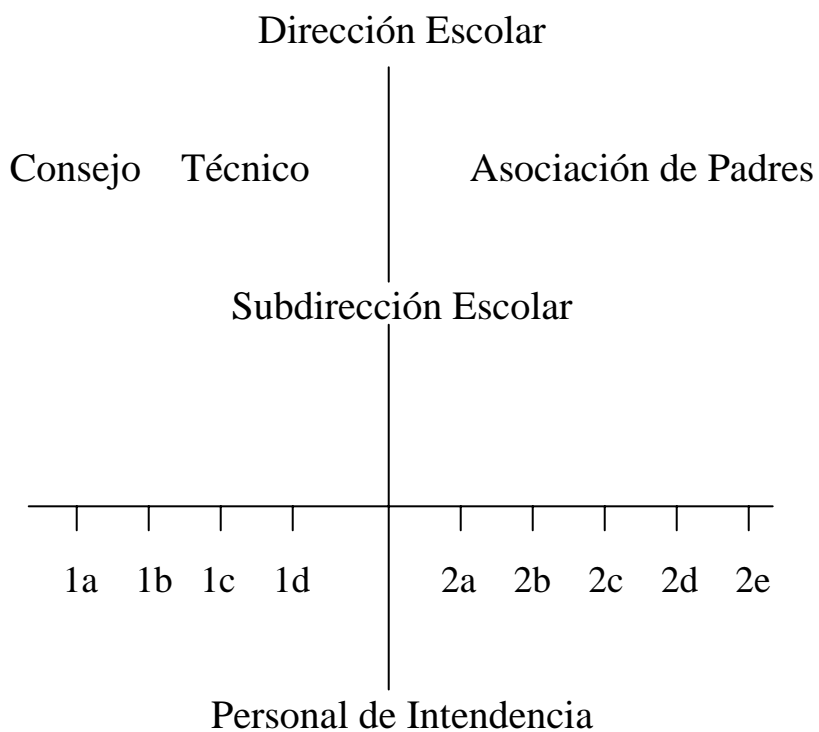 Dirección Escolar
Consejo Técnico Asociación de Padres
Subdirección Escolar
1a 1b 1c 1d 2a 2b 2c 2d 2e
Personal de Intendencia